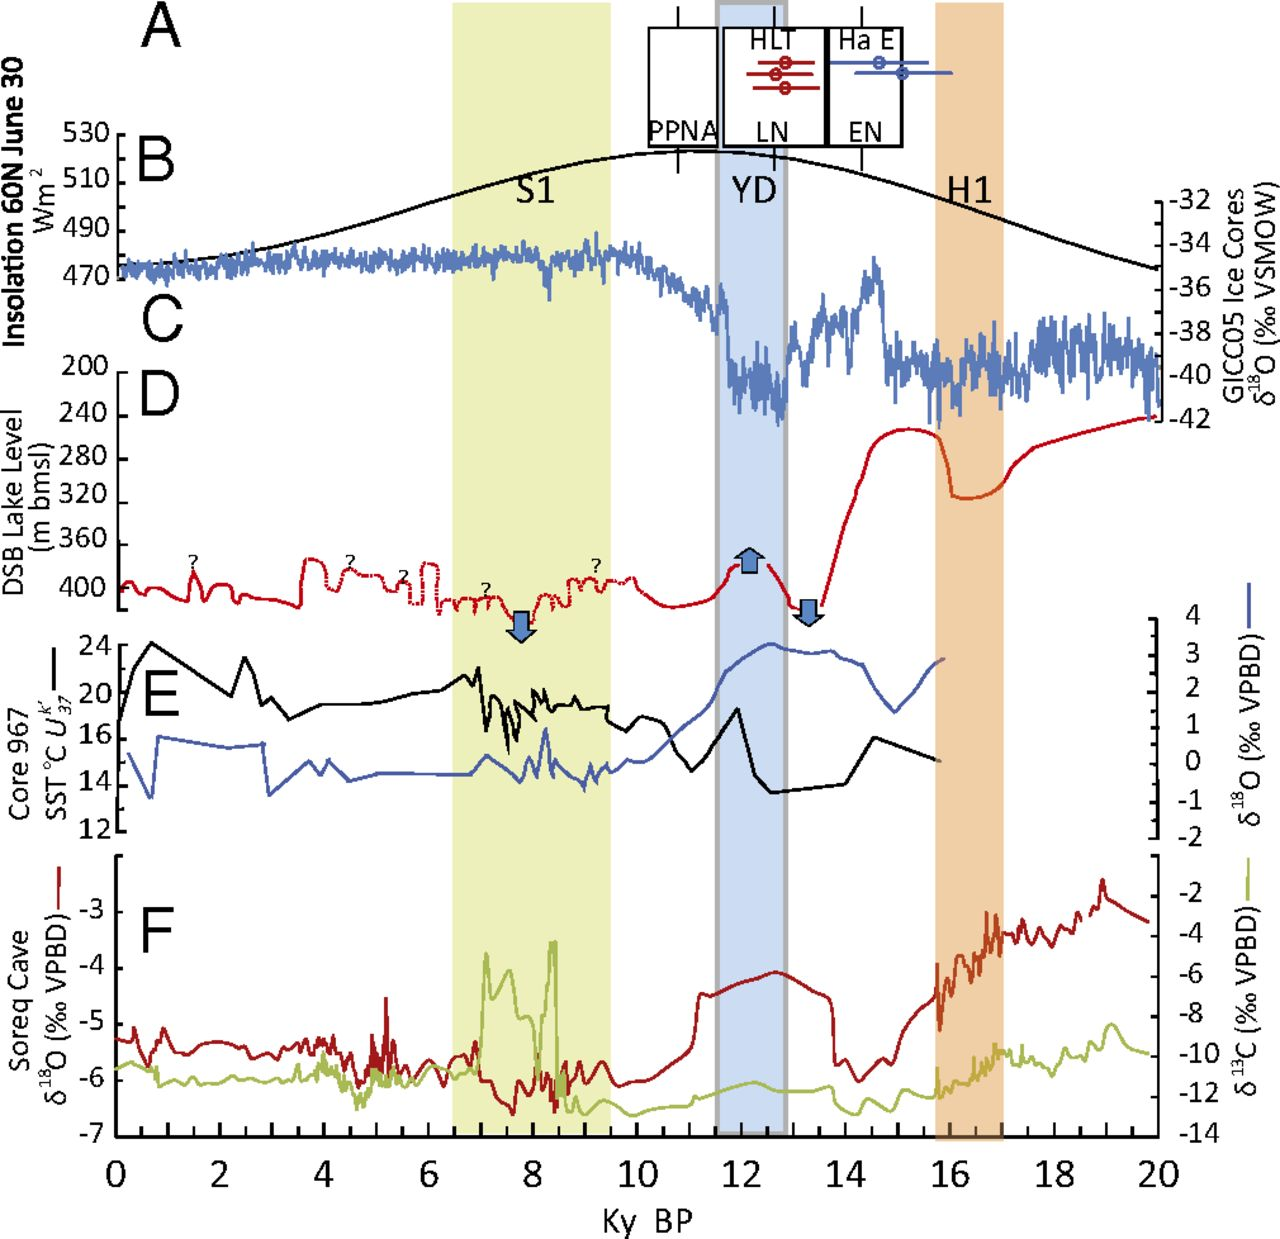 A
HLT
Ha E
PPNA
LN
EN
Insolation 60N June 30
Wm²
530
510
490
470
B
S1
YD
H1
-32
-34
-36
-38
-40
-42
GICC05 Ice Cores
δ¹⁸O (‰ VSMOW)
C
DSB Lake Level
(m bmsl)
200
240
280
320
360
400
D
?
?
?
?
?
Core 967
SST °C U₃₇ᵏ'
24
20
16
14
12
E
4
3
2
1
0
-1
-2
δ¹⁸O (‰ VPBD)
Soreq Cave
δ¹⁸O (‰ VPBD)
-3
-4
-5
-6
-7
F
-2
-4
-6
-8
-10
-12
-14
δ¹³C (‰ VPBD)
0 2 4 6 8 10 12 14 16 18 20
Ky BP